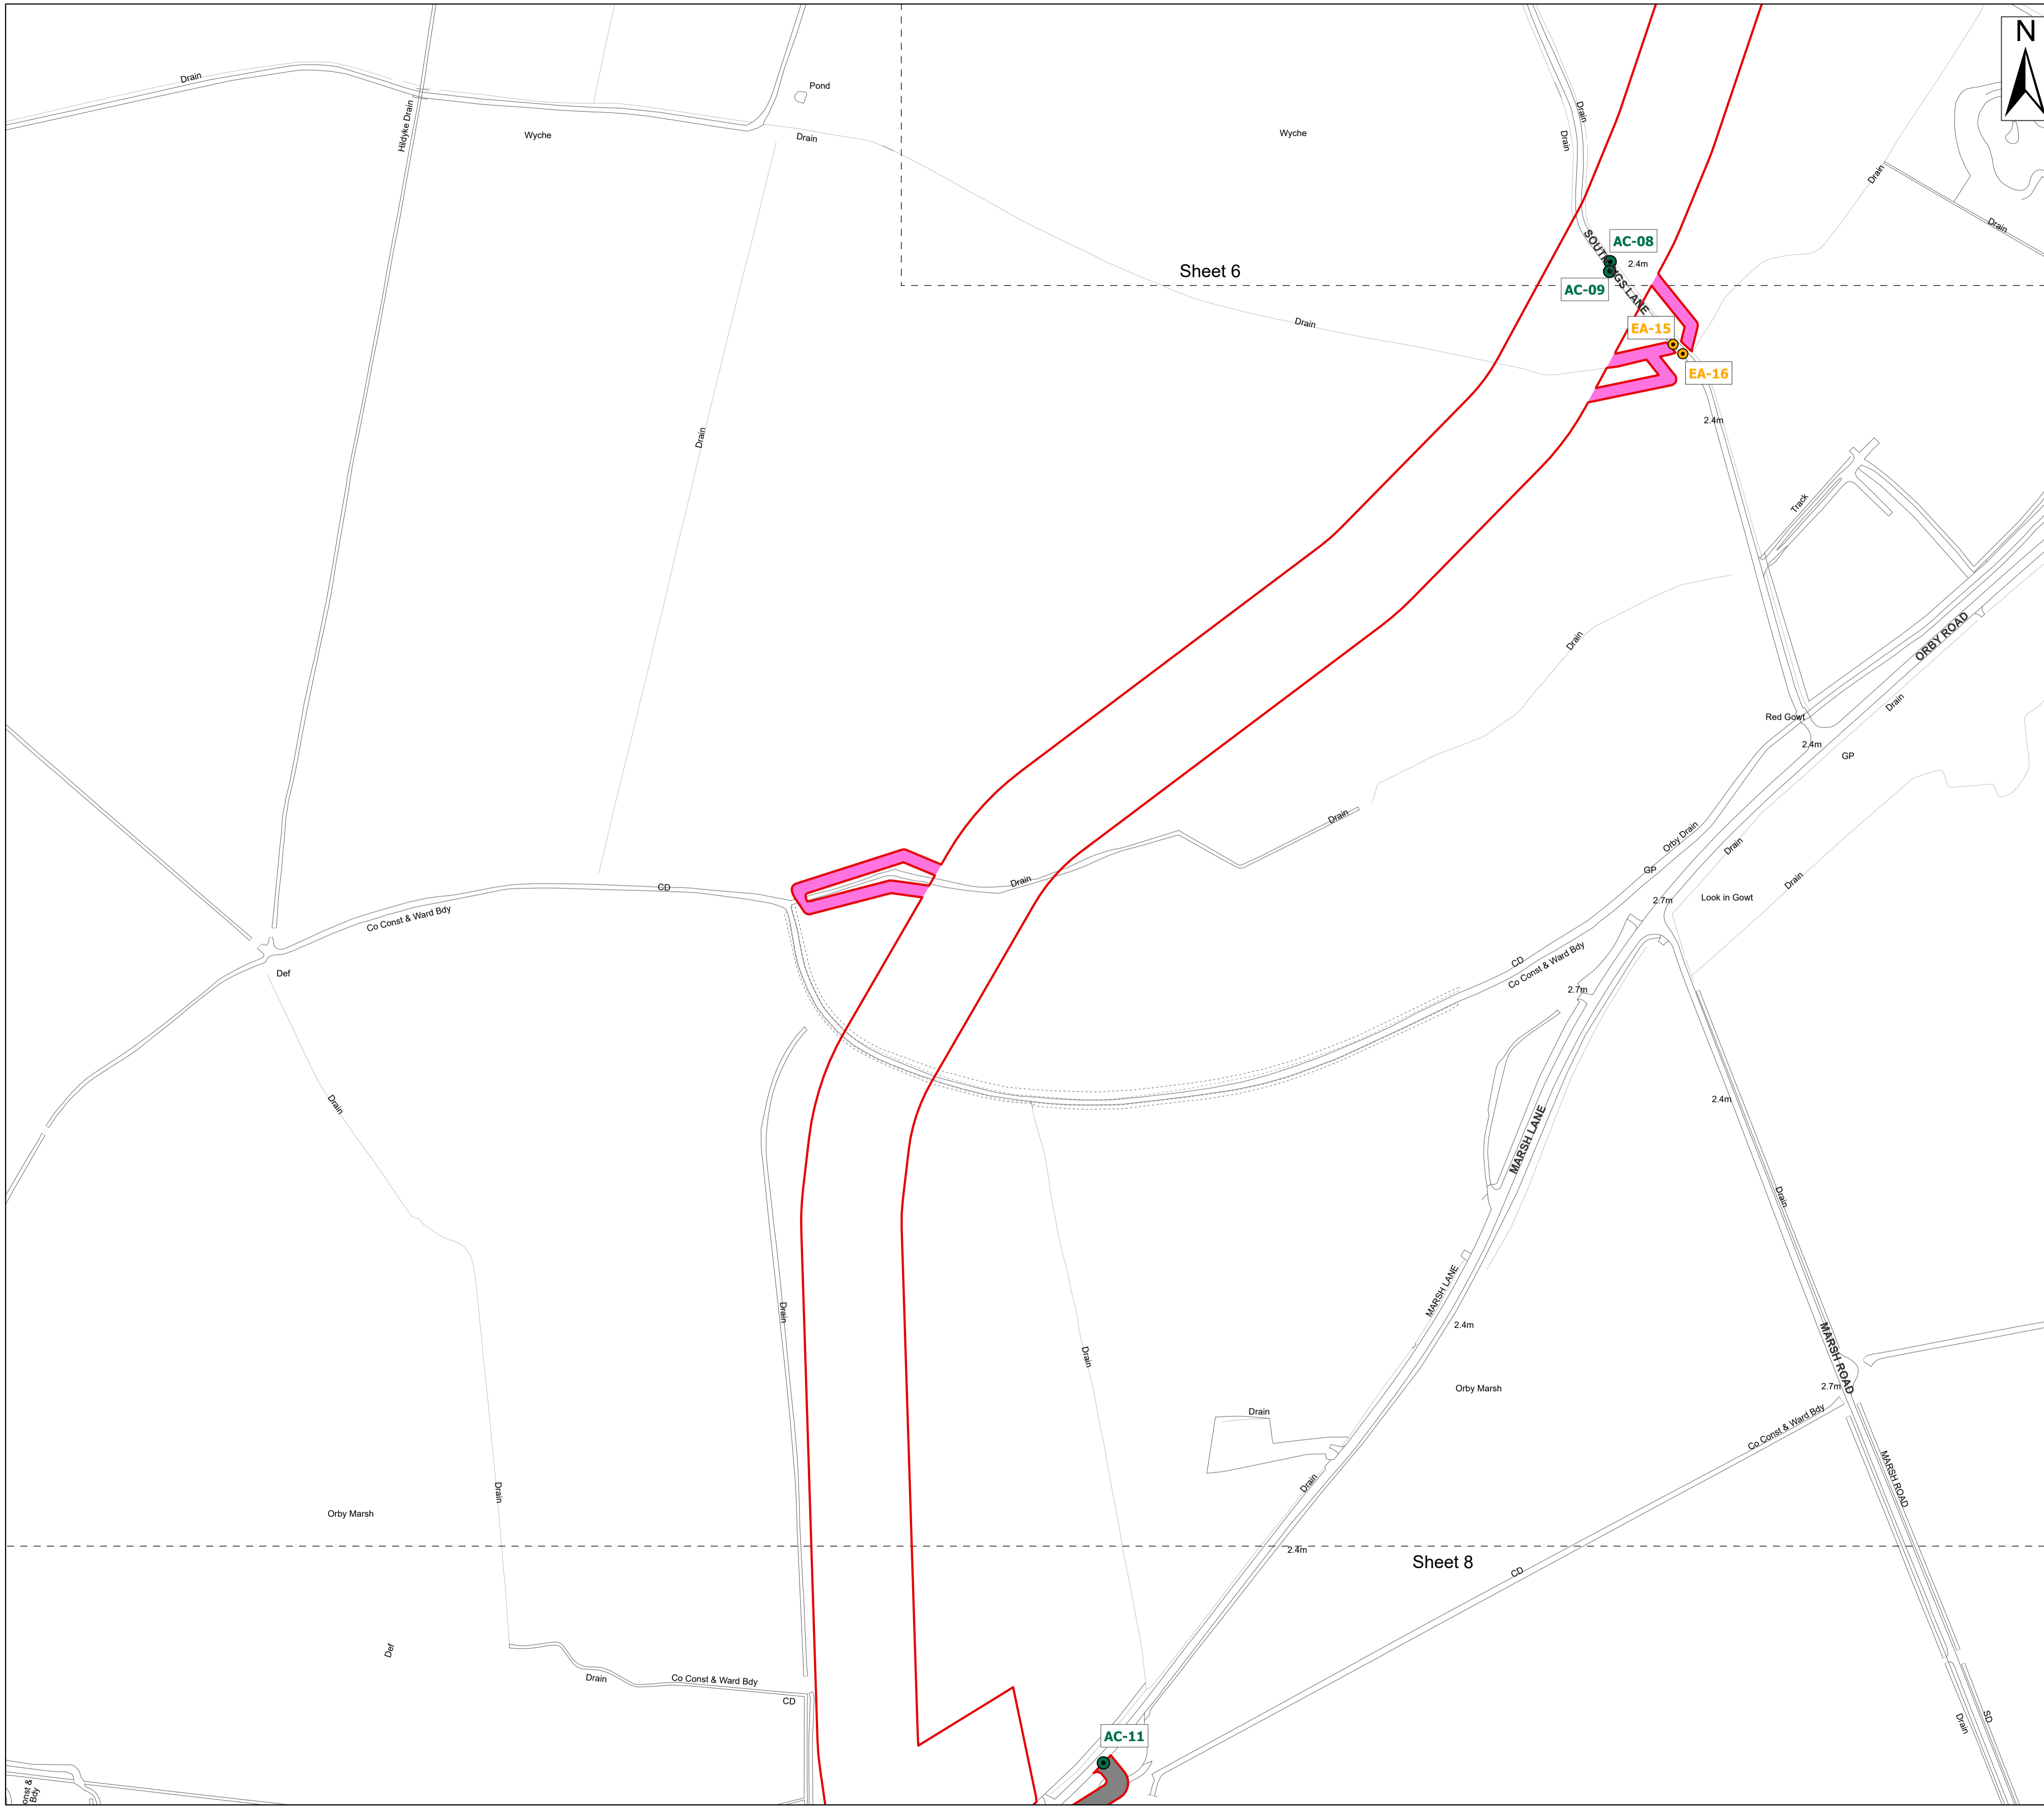 N
Drain
Pond
Drain
Hildyke Drain
Wyche
Drain
Wyche
Drain
Drain
Drain
AC-08
2.4m
Sheet 6
AC-09
LANE
EA-15
EA-16
Drain
2.4m
Drain
Track
Drain
ORBY ROAD
Drain
Red Gowt
2.4m
GP
Drain
Orby Drain
Drain
GP
Drain
CD
Drain
2.7m
Look in Gowt
Co Const & Ward Bdy
CD
Co Const & Ward Bdy
Def
2.7m
Drain
2.4m
MARSH LANE
Drain
MARSH LANE
Drain
2.4m
Drain
MARSH ROAD
2.7m
Orby Marsh
Drain
Co Const & Ward Bdy
Drain
Drain
MARSH ROAD
Orby Marsh
2.4m
Sheet 8
CD
Def
Drain
Co Const & Ward Bdy
CD
Drain
SD
AC-11
onst &
Bdy